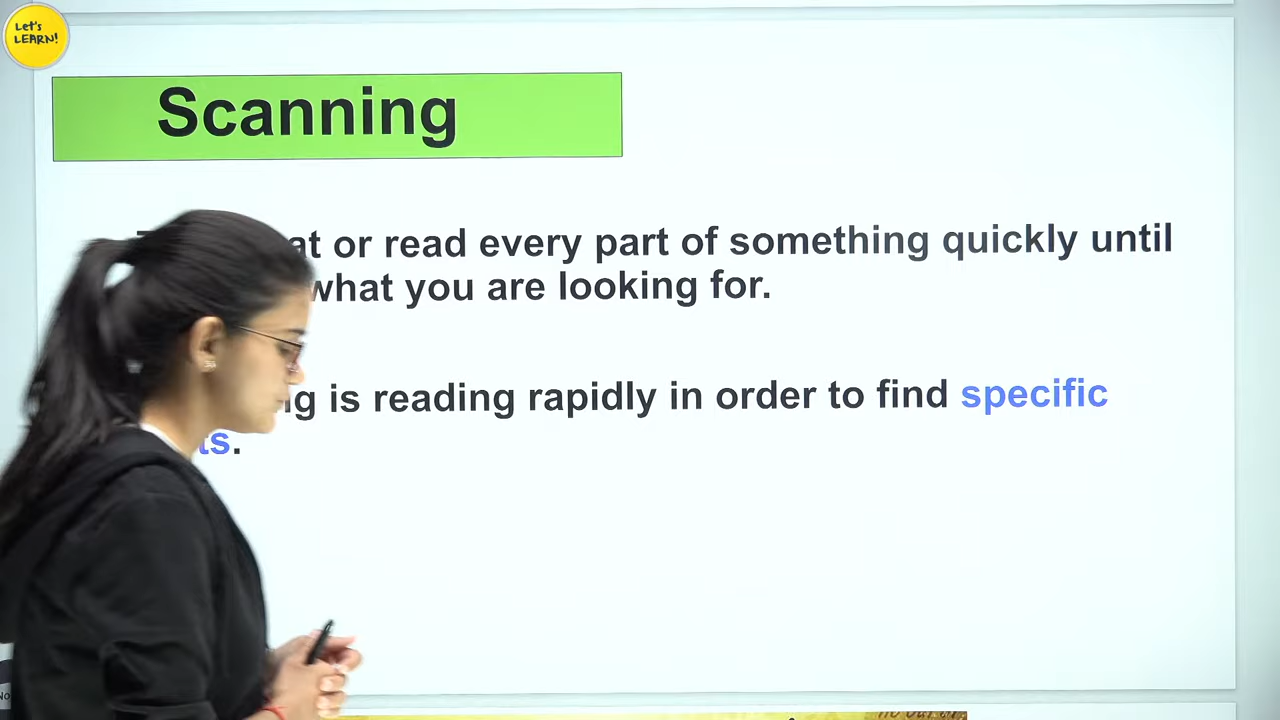 Let's
LEARN!
Scanning
at or read every part of something quickly until
what you are looking for.
is reading rapidly in order to find specific
.